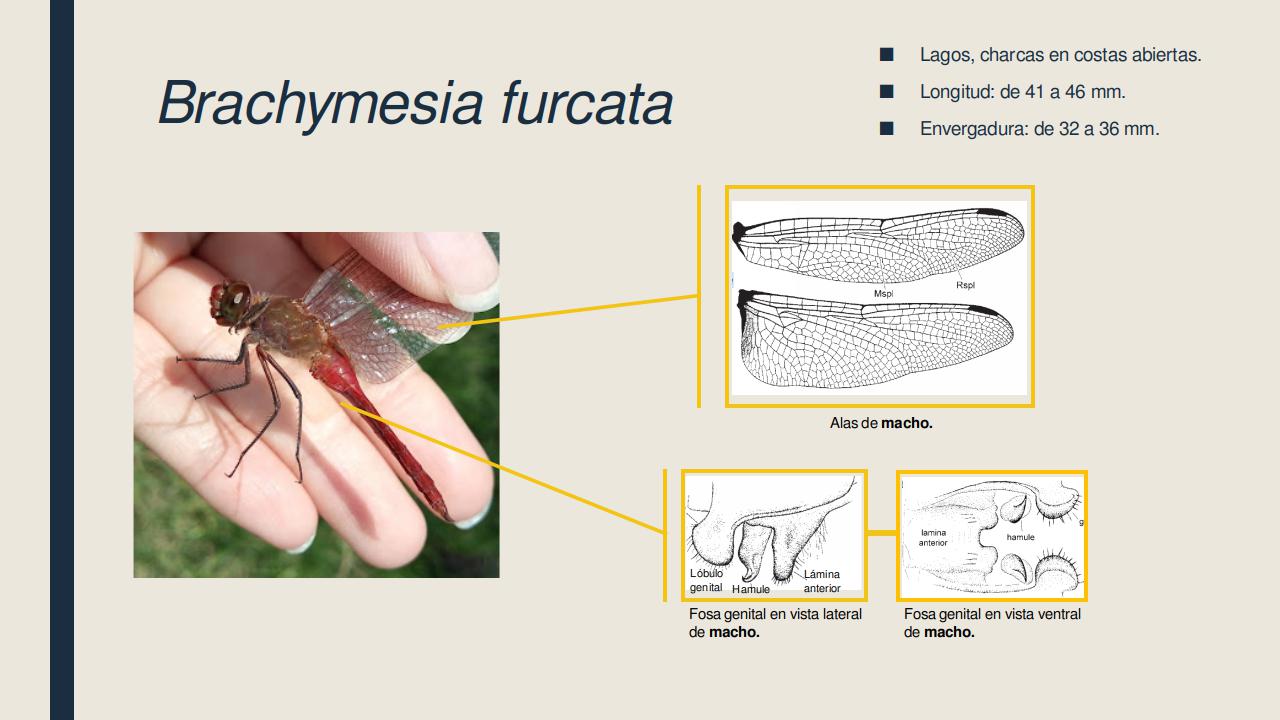 Brachymesia furcata
■ Lagos, charcas en costas abiertas.
■ Longitud: de 41 a 46 mm.
■ Envergadura: de 32 a 36 mm.
Mspl
Rspl
Alas de macho.
Lóbulo
genital
Hamule
Lámina
anterior
Fosa genital en vista lateral
de macho.
lamina
anterior
hamule
g
Fosa genital en vista ventral
de macho.